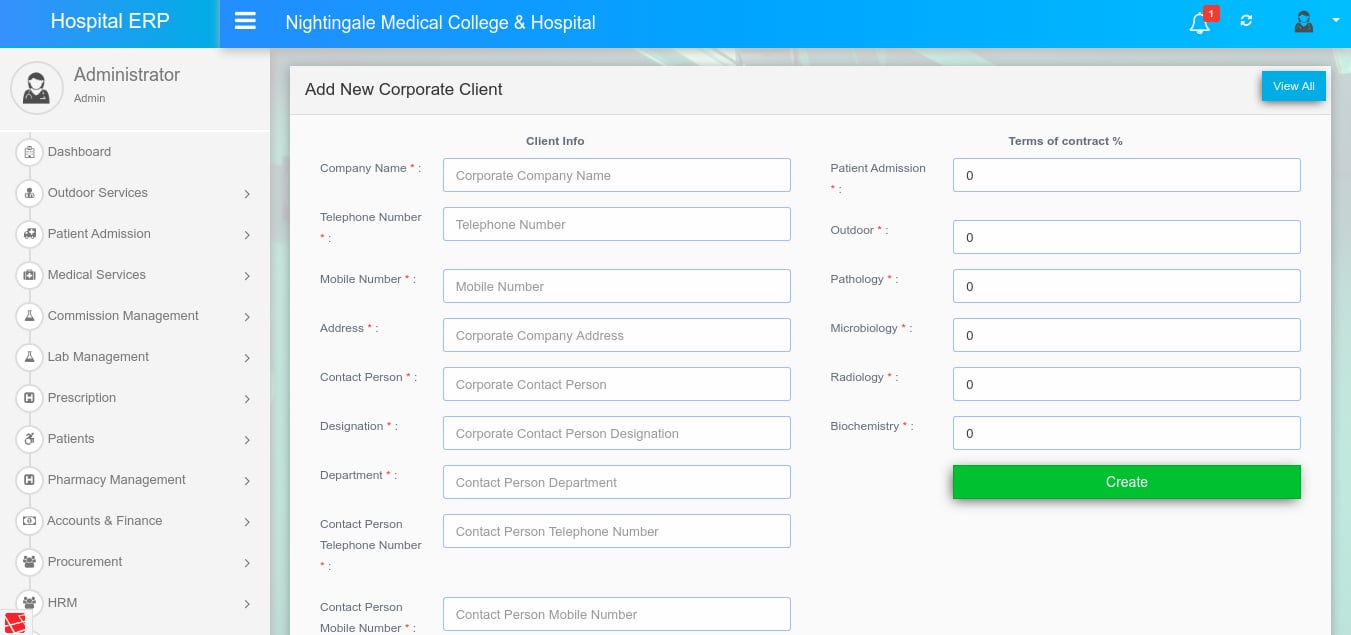 Hospital ERP
Nightingale Medical College & Hospital
1
Administrator
Admin
Dashboard
Outdoor Services
Patient Admission
Medical Services
Commission Management
Lab Management
Prescription
Patients
Pharmacy Management
Accounts & Finance
Procurement
HRM
Add New Corporate Client
View All
Client Info
Company Name * :
Corporate Company Name
Telephone Number
* :
Telephone Number
Mobile Number * :
Mobile Number
Address * :
Corporate Company Address
Contact Person * :
Corporate Contact Person
Designation * :
Corporate Contact Person Designation
Department * :
Contact Person Department
Contact Person
Telephone Number
* :
Contact Person Telephone Number
Contact Person
Mobile Number * :
Contact Person Mobile Number
Terms of contract %
Patient Admission
* :
0
Outdoor * :
0
Pathology * :
0
Microbiology * :
0
Radiology * :
0
Biochemistry * :
0
Create